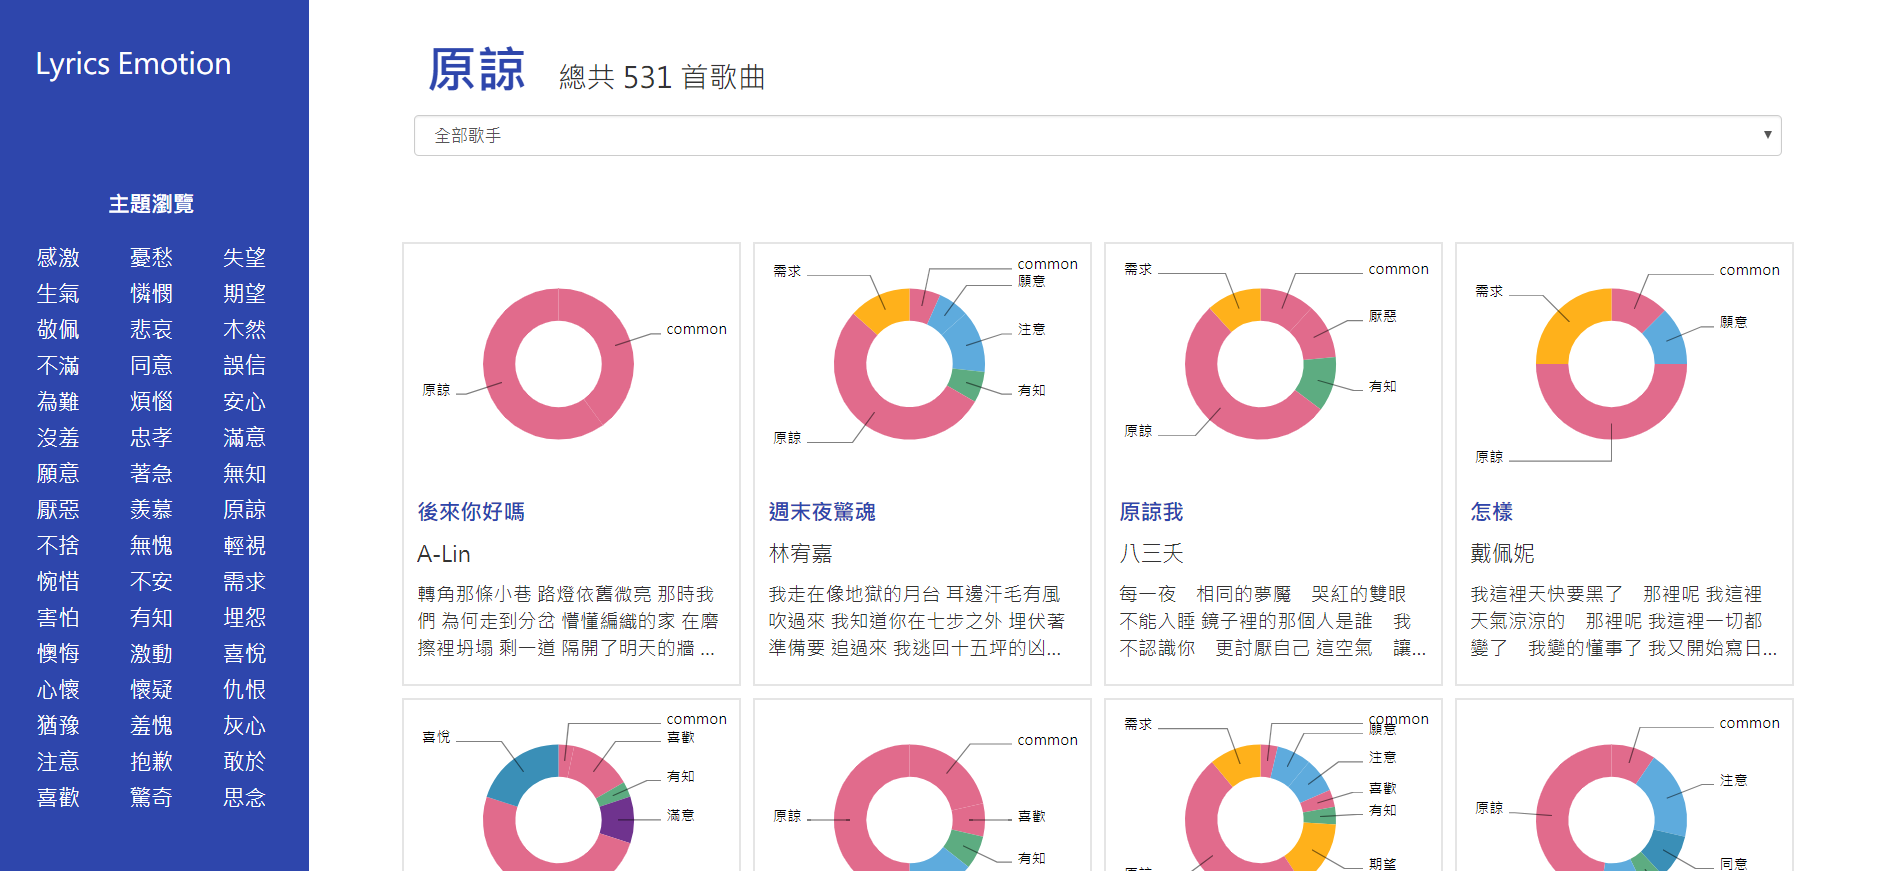 Lyrics Emotion
主題瀏覽
感激 憂愁 失望
生氣 憐憫 期望
敬佩 悲哀 木然
不滿 同意 誤信
為難 煩惱 安心
沒羞 忠孝 滿意
願意 著急 無知
厭惡 羨慕 原諒
不捨 無愧 輕視
惋惜 不安 需求
害怕 有知 埋怨
懊悔 激動 喜悅
心懷 懷疑 仇恨
猶豫 羞愧 灰心
注意 抱歉 敢於
喜歡 驚奇 思念
原諒 總共 531 首歌曲
全部歌手
common
原諒
後來你好嗎
A-Lin
轉角那條小巷 路燈依舊微亮 那時我
們 為何走到分岔 懵懂編織的家 在磨
擦裡坍塌 剩一道 隔開了明天的牆 ...
需求
common
願意
注意
有知
原諒
週末夜驚魂
林宥嘉
我走在像地獄的月台 耳邊汗毛有風
吹過來 我知道你在七步之外 埋伏著
準備要 追過來 我逃回十五坪的凶...
需求
common
厭惡
有知
原諒
原諒我
八三夭
每一夜　相同的夢魘　哭紅的雙眼
不能入睡 鏡子裡的那個人是誰　我
不認識你　更討厭自己 這空氣　讓...
common
需求
願意
原諒
怎樣
戴佩妮
我這裡天快要黑了　那裡呢 我這裡
天氣涼涼的　那裡呢 我這裡一切都
變了　我變的懂事了 我又開始寫日...
common
喜悅
喜歡
有知
滿意
common
原諒
喜歡
有知
common
需求
願意
注意
喜歡
有知
期望
原諒
common
注意
原諒
同意